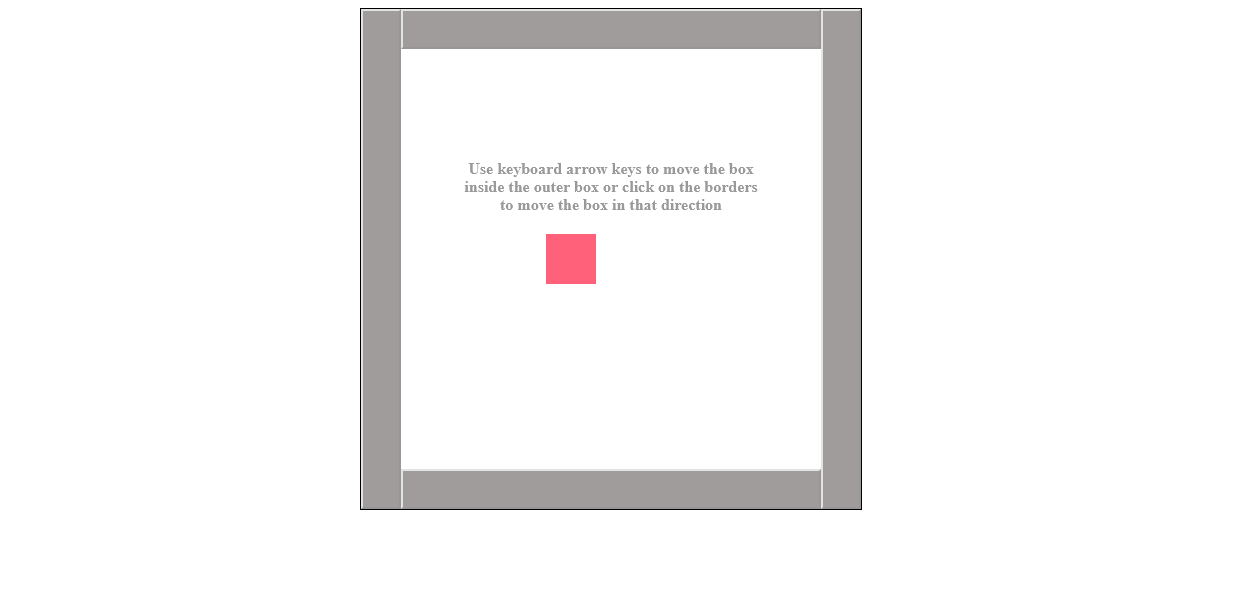 Use keyboard arrow keys to move the box
inside the outer box or click on the borders
to move the box in that direction